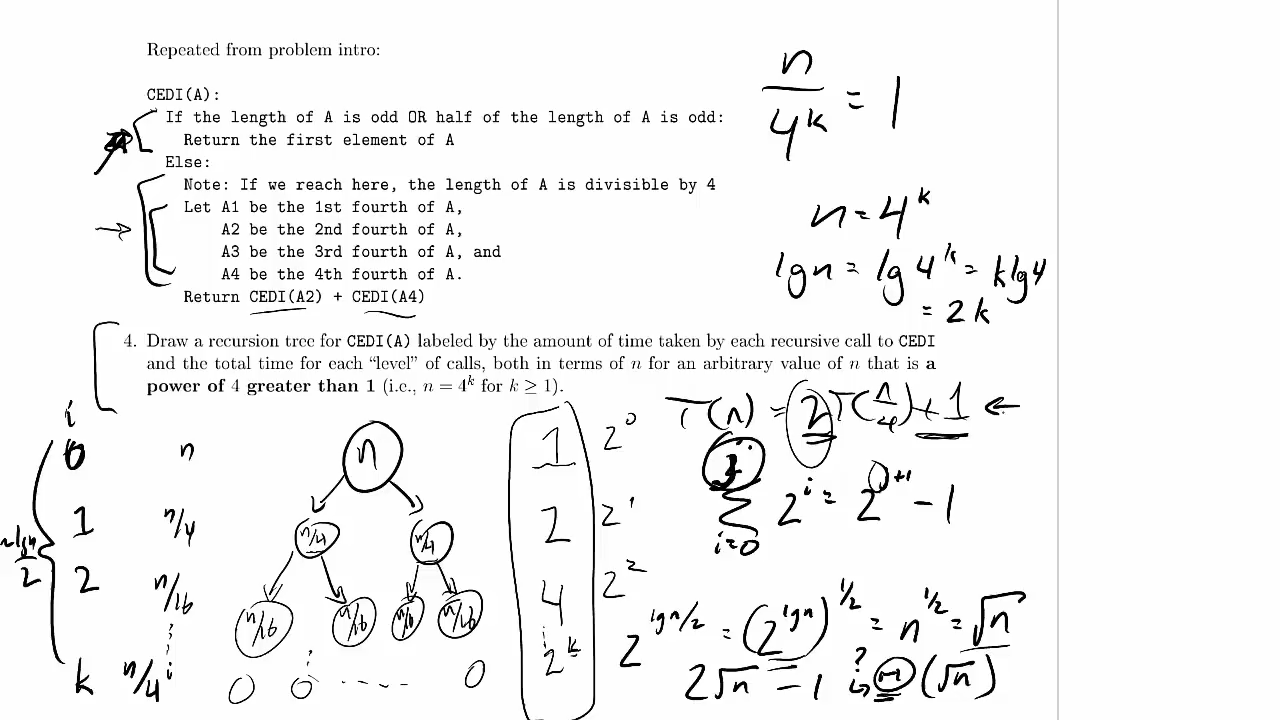 Repeated from problem intro:
CEDI(A):
If the length of A is odd OR half of the length of A is odd:
Return the first element of A
Else:
Note: If we reach here, the length of A is divisible by 4
Let A1 be the 1st fourth of A,
A2 be the 2nd fourth of A,
A3 be the 3rd fourth of A, and
A4 be the 4th fourth of A.
Return CEDI(A2) + CEDI(A4)
n/4^k = 1
n = 4^k
lg n = lg 4^k = k lg 4
= 2k
4. Draw a recursion tree for CEDI(A) labeled by the amount of time taken by each recursive call to CEDI
and the total time for each “level” of calls, both in terms of n for an arbitrary value of n that is a
power of 4 greater than 1 (i.e., n = 4^k for k ≥ 1).
T(n) = 2T(n/4) + 1 ←
i
0 n n 1 2^0
∑ i=0 2^i = 2^j+1 - 1
1 n/4 n/4 n/4 2 2^1
~lg n/2
2 n/16 n/16 n/16 n/16 n/16 4 2^2
2^lg n/2 = (2^lg n)^1/2 = n^1/2 = √n
k n/4^i 0 0 .... 0 2^k
2√n - 1 ? Θ(√n)